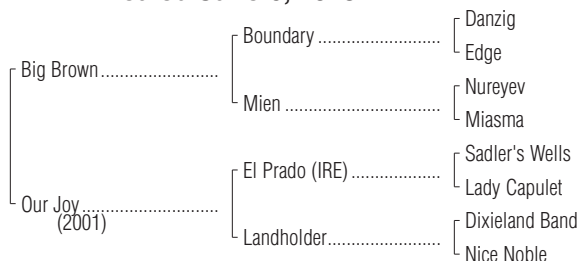 Danzig
Boundary ................................
Edge
Big Brown ...............................
Nureyev
Mien ..........................................
Miasma
Sadler's Wells
El Prado (IRE) ........................
Lady Capulet
Our Joy ....................................
(2001)
Dixieland Band
Landholder ..............................
Nice Noble